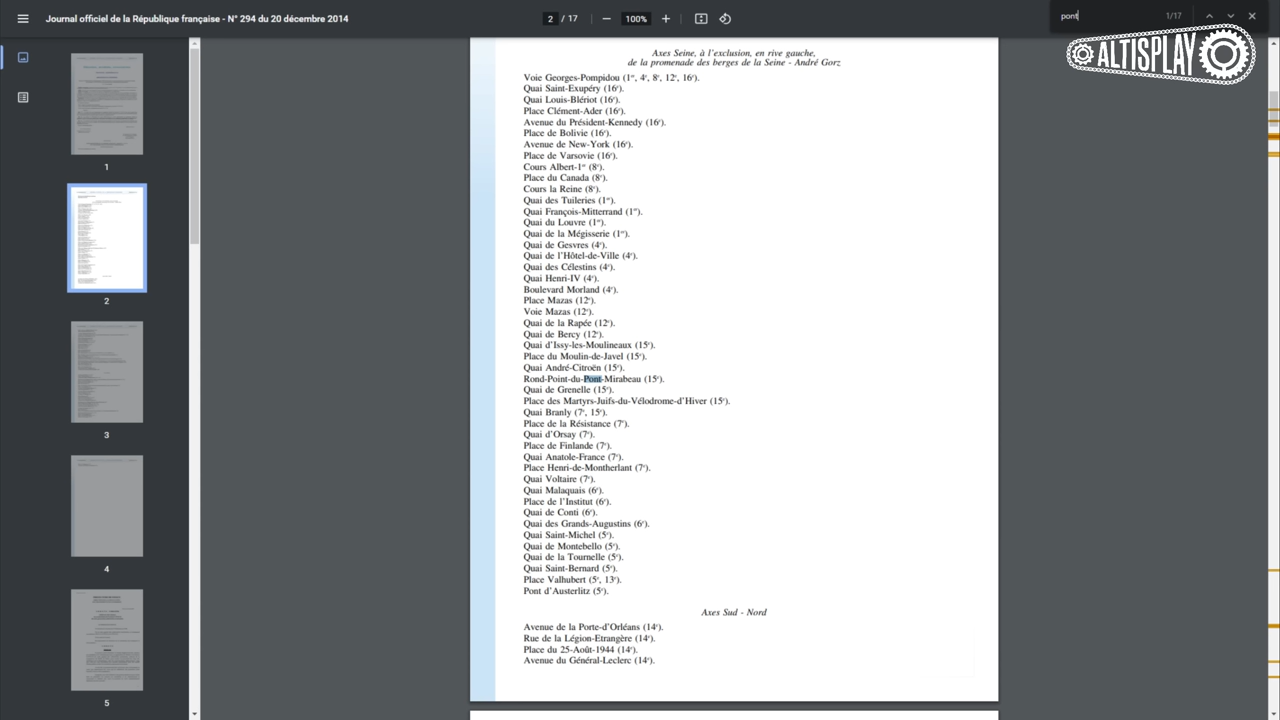 Journal officiel de la République française - N° 294 du 20 décembre 2014
2 / 17
100%
pont
1/17
ALTISPLAY
1
2
3
4
5
Axes Seine, à l'exclusion, en rive gauche,
de la promenade des berges de la Seine - André Gorz
Voie Georges-Pompidou (1er, 4e, 8e, 12e, 16e).
Quai Saint-Exupéry (16e).
Quai Louis-Blériot (16e).
Place Clément-Ader (16e).
Avenue du Président-Kennedy (16e).
Place de Bolivie (16e).
Avenue de New-York (16e).
Place de Varsovie (16e).
Cours Albert-1er (8e).
Place du Canada (8e).
Cours la Reine (8e).
Quai des Tuileries (1er).
Quai François-Mitterrand (1er).
Quai du Louvre (1er).
Quai de la Mégisserie (1er).
Quai de Gesvres (4e).
Quai de l'Hôtel-de-Ville (4e).
Quai des Célestins (4e).
Quai Henri-IV (4e).
Boulevard Morland (4e).
Place Mazas (12e).
Voie Mazas (12e).
Quai de la Rapée (12e).
Quai de Bercy (12e).
Quai d'Issy-les-Moulineaux (15e).
Place du Moulin-de-Javel (15e).
Quai André-Citroën (15e).
Rond-Point-du-Pont-Mirabeau (15e).
Quai de Grenelle (15e).
Place des Martyrs-Juifs-du-Vélodrome-d'Hiver (15e).
Quai Branly (7e, 15e).
Place de la Résistance (7e).
Quai d'Orsay (7e).
Place de Finlande (7e).
Quai Anatole-France (7e).
Place Henri-de-Montherlant (7e).
Quai Voltaire (7e).
Quai Malaquais (6e).
Place de l'Institut (6e).
Quai de Conti (6e).
Quai des Grands-Augustins (6e).
Quai Saint-Michel (5e).
Quai de Montebello (5e).
Quai de la Tournelle (5e).
Quai Saint-Bernard (5e).
Place Valhubert (5e, 13e).
Pont d'Austerlitz (5e).
Axes Sud - Nord
Avenue de la Porte-d'Orléans (14e).
Rue de la Légion-Etrangère (14e).
Place du 25-Août-1944 (14e).
Avenue du Général-Leclerc (14e).